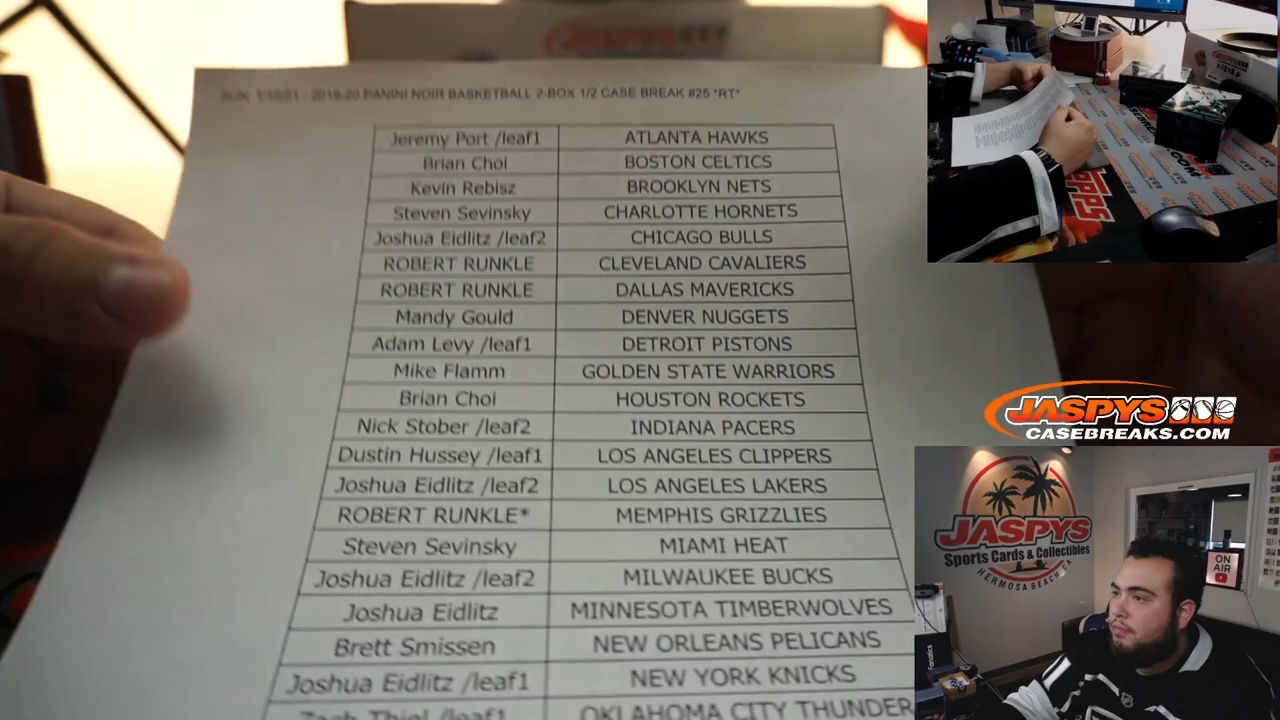 SUN. 1/10/21 - 2019-20 PANINI NOIR BASKETBALL 2-BOX 1/2 CASE BREAK #25 *RT*
Jeremy Port /leaf1 ATLANTA HAWKS
Brian Choi BOSTON CELTICS
Kevin Rebisz BROOKLYN NETS
Steven Sevinsky CHARLOTTE HORNETS
Joshua Eidlitz /leaf2 CHICAGO BULLS
ROBERT RUNKLE CLEVELAND CAVALIERS
ROBERT RUNKLE DALLAS MAVERICKS
Mandy Gould DENVER NUGGETS
Adam Levy /leaf1 DETROIT PISTONS
Mike Flamm GOLDEN STATE WARRIORS
Brian Choi HOUSTON ROCKETS
Nick Stober /leaf2 INDIANA PACERS
Dustin Hussey /leaf1 LOS ANGELES CLIPPERS
Joshua Eidlitz /leaf2 LOS ANGELES LAKERS
ROBERT RUNKLE* MEMPHIS GRIZZLIES
Steven Sevinsky MIAMI HEAT
Joshua Eidlitz /leaf2 MILWAUKEE BUCKS
Joshua Eidlitz MINNESOTA TIMBERWOLVES
Brett Smissen NEW ORLEANS PELICANS
Joshua Eidlitz /leaf1 NEW YORK KNICKS
Zach Thiel /leaf1 OKLAHOMA CITY THUNDER
JASPYS
CASEBREAKS.COM
JASPYS
Sports Cards & Collectibles
HERMOSA BEACH, CA
ON
AIR
Fanatics
TOPPS